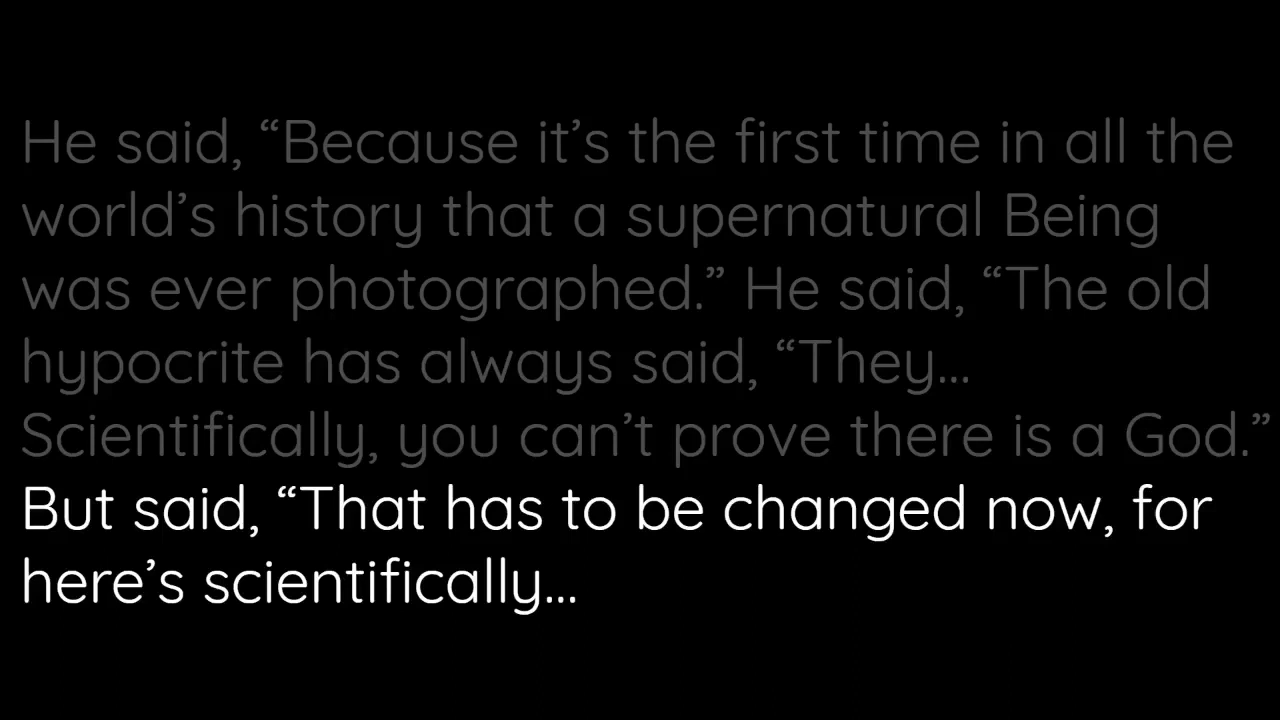 He said, “Because it’s the first time in all the
world’s history that a supernatural Being
was ever photographed.” He said, “The old
hypocrite has always said, “They...
Scientifically, you can’t prove there is a God.”
But said, “That has to be changed now, for
here’s scientifically...